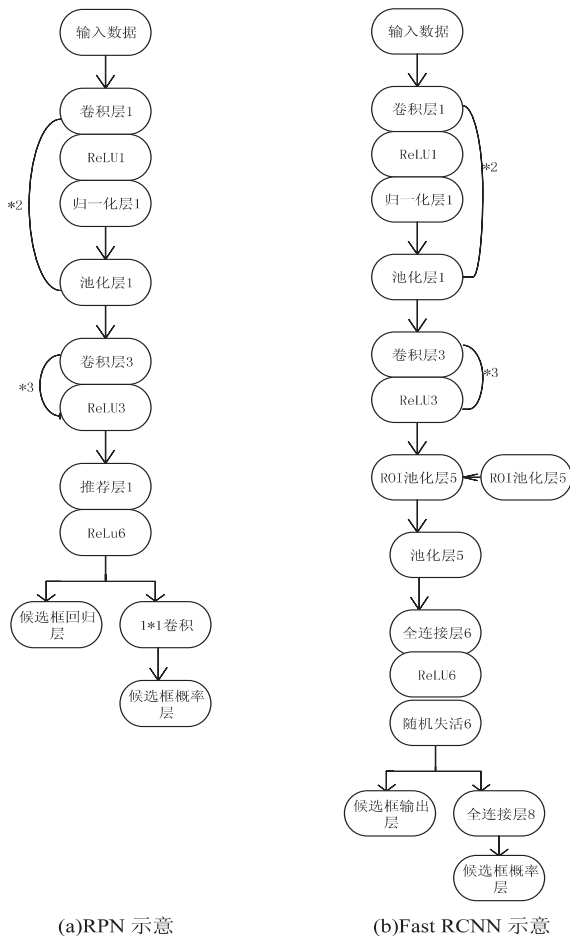 输入数据
卷积层1
ReLU1
*2
归一化层1
池化层1
卷积层3
*3
ReLU3
推荐层1
ReLu6
候选框回归
层
1*1卷积
候选框概率
层
(a)RPN 示意
输入数据
卷积层1
ReLU1
*2
归一化层1
池化层1
卷积层3
*3
ReLU3
ROI池化层5
ROI池化层5
池化层5
全连接层6
ReLU6
随机失活6
候选框输出
层
全连接层8
候选框概率
层
(b)Fast RCNN 示意